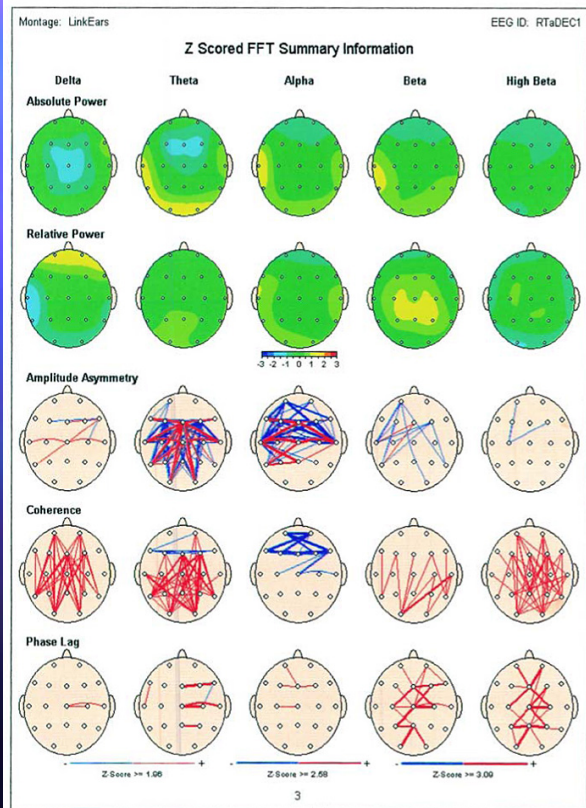 Montage: LinkEars EEG ID: RTaDEC1
Z Scored FFT Summary Information
Delta Theta Alpha Beta High Beta
Absolute Power
Relative Power
-3 -2 -1 0 1 2 3
Amplitude Asymmetry
Coherence
Phase Lag
- + - + - +
Z-Score >= 1.96 Z-Score >= 2.58 Z-Score >= 3.09
3